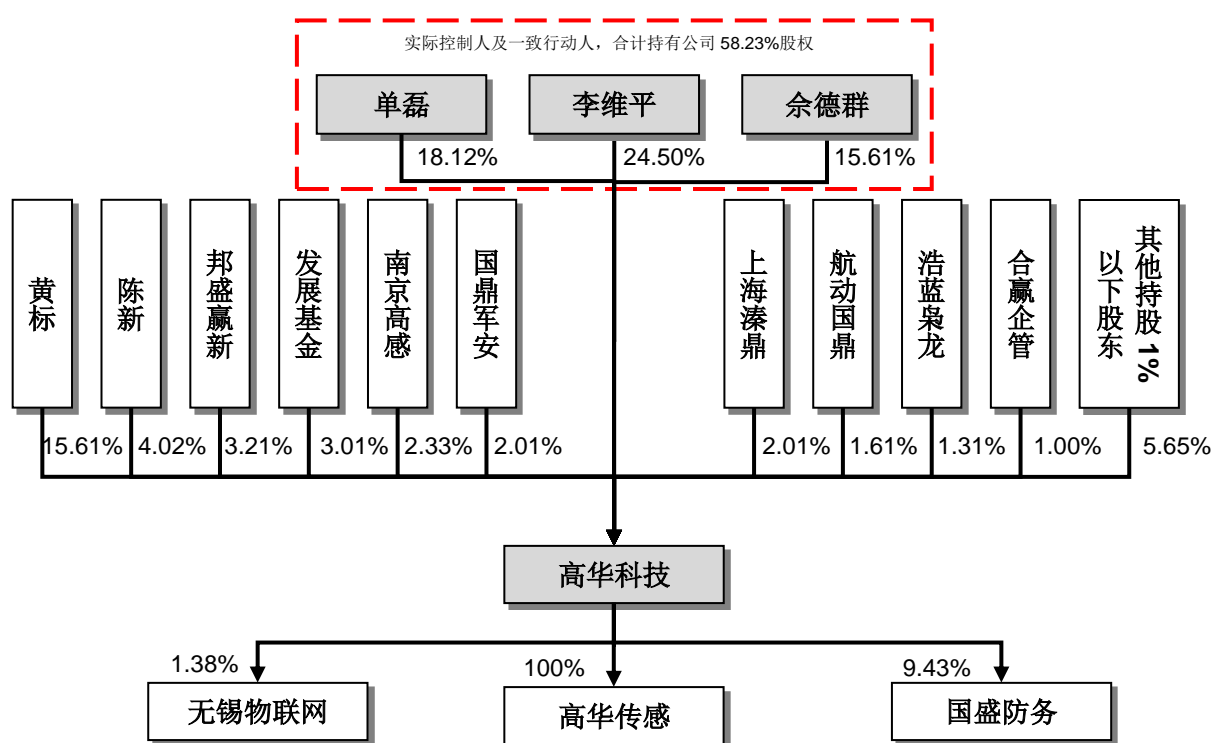 实际控制人及一致行动人，合计持有公司 58.23%股权
单磊
李维平
佘德群
18.12%
24.50%
15.61%
黄标
陈新
邦盛赢新
发展基金
南京高感
国鼎军安
上海溱鼎
航动国鼎
浩蓝枭龙
合赢企管
其他持股 1%
以下股东
15.61%
4.02%
3.21%
3.01%
2.33%
2.01%
2.01%
1.61%
1.31%
1.00%
5.65%
高华科技
1.38%
100%
9.43%
无锡物联网
高华传感
国盛防务